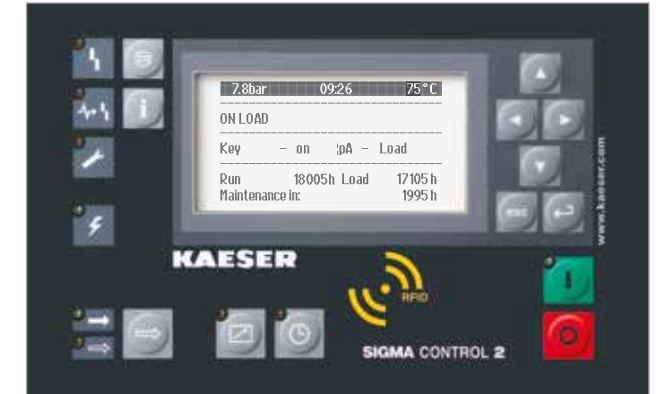 7.8bar 09:26 75°C
ON LOAD
Key - on ¦pA - Load
Run 18005h Load 17105h
Maintenance in: 1995h
esc
KAESER
RFID
SIGMA CONTROL 2
www.kaeser.com
i
I
O